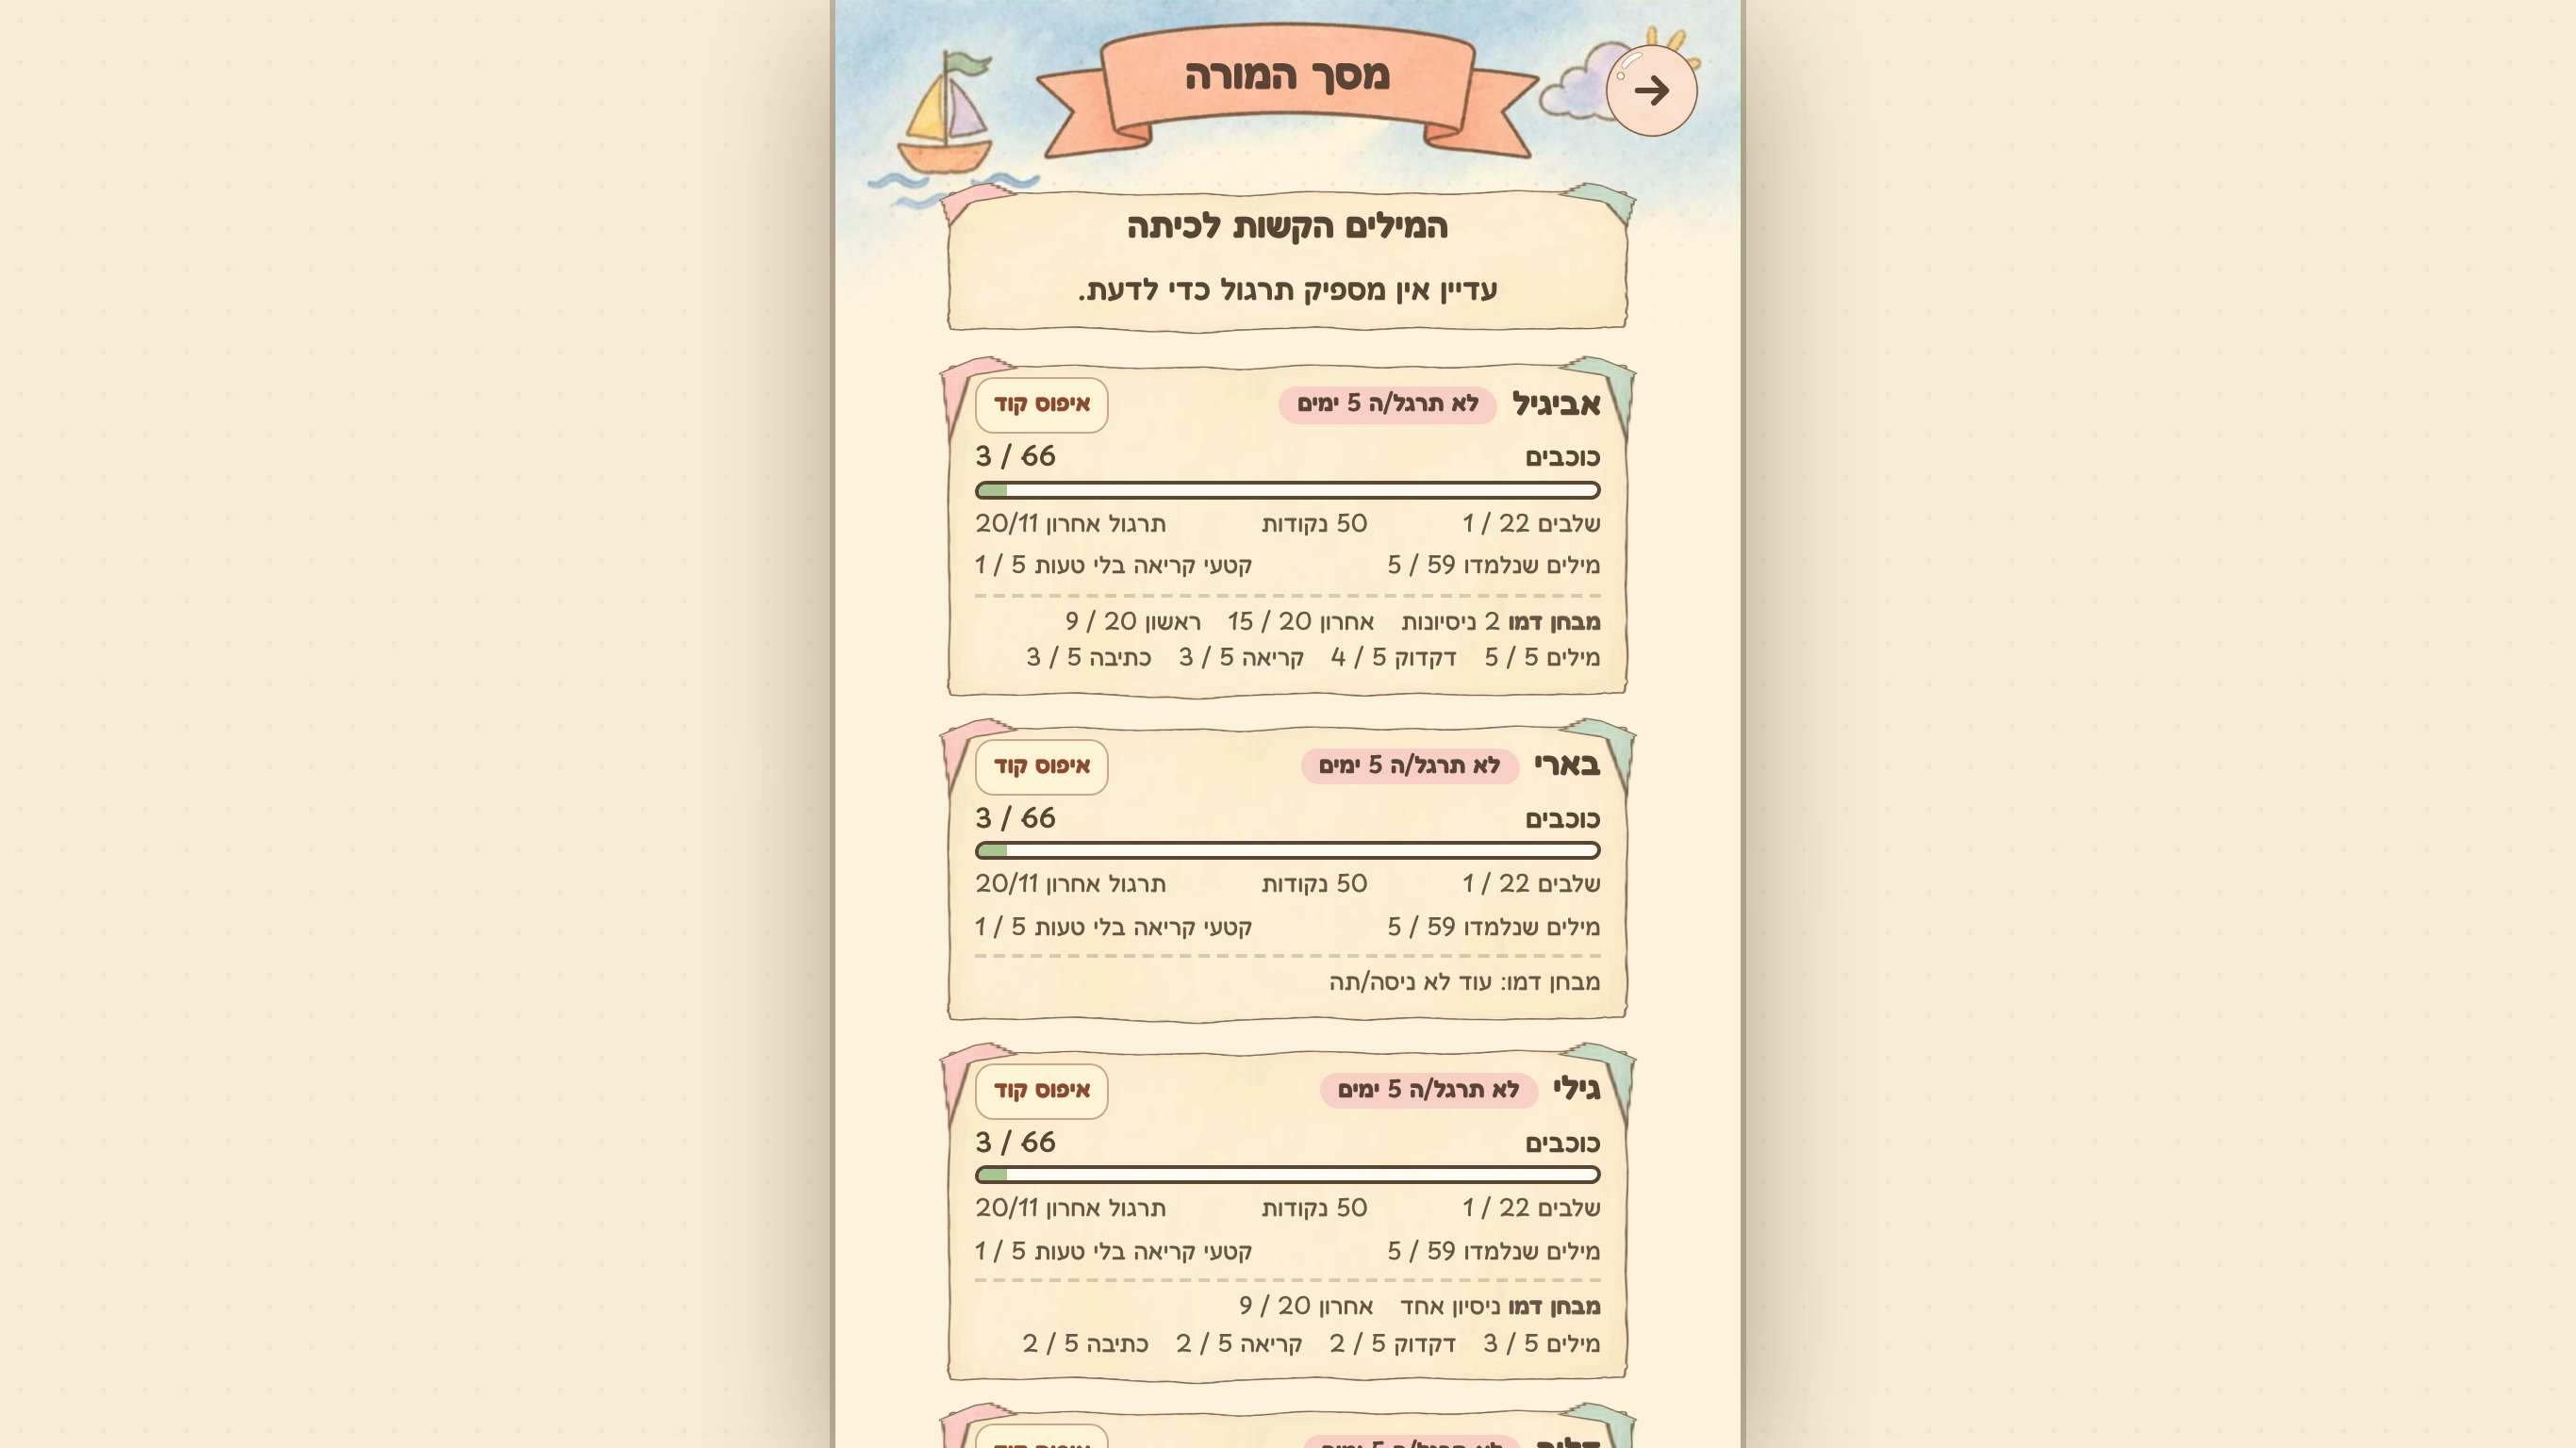 מסך המורה
המילים הקשות לכיתה
עדיין אין מספיק תרגול כדי לדעת.
אביגיל לא תרגל/ה 5 ימים איפוס קוד
כוכבים 3 / 66
שלבים 1 / 22 50 נקודות תרגול אחרון 20/11
מילים שנלמדו 5 / 59 קטעי קריאה בלי טעות 1 / 5
מבחן דמו 2 ניסיונות אחרון 15 / 20 ראשון 9 / 20
מילים 5 / 5 דקדוק 4 / 5 קריאה 3 / 5 כתיבה 3 / 5
בארי לא תרגל/ה 5 ימים איפוס קוד
כוכבים 3 / 66
שלבים 1 / 22 50 נקודות תרגול אחרון 20/11
מילים שנלמדו 5 / 59 קטעי קריאה בלי טעות 1 / 5
מבחן דמו: עוד לא ניסה/תה
גילי לא תרגל/ה 5 ימים איפוס קוד
כוכבים 3 / 66
שלבים 1 / 22 50 נקודות תרגול אחרון 20/11
מילים שנלמדו 5 / 59 קטעי קריאה בלי טעות 1 / 5
מבחן דמו ניסיון אחד אחרון 9 / 20
מילים 3 / 5 דקדוק 2 / 5 קריאה 2 / 5 כתיבה 2 / 5